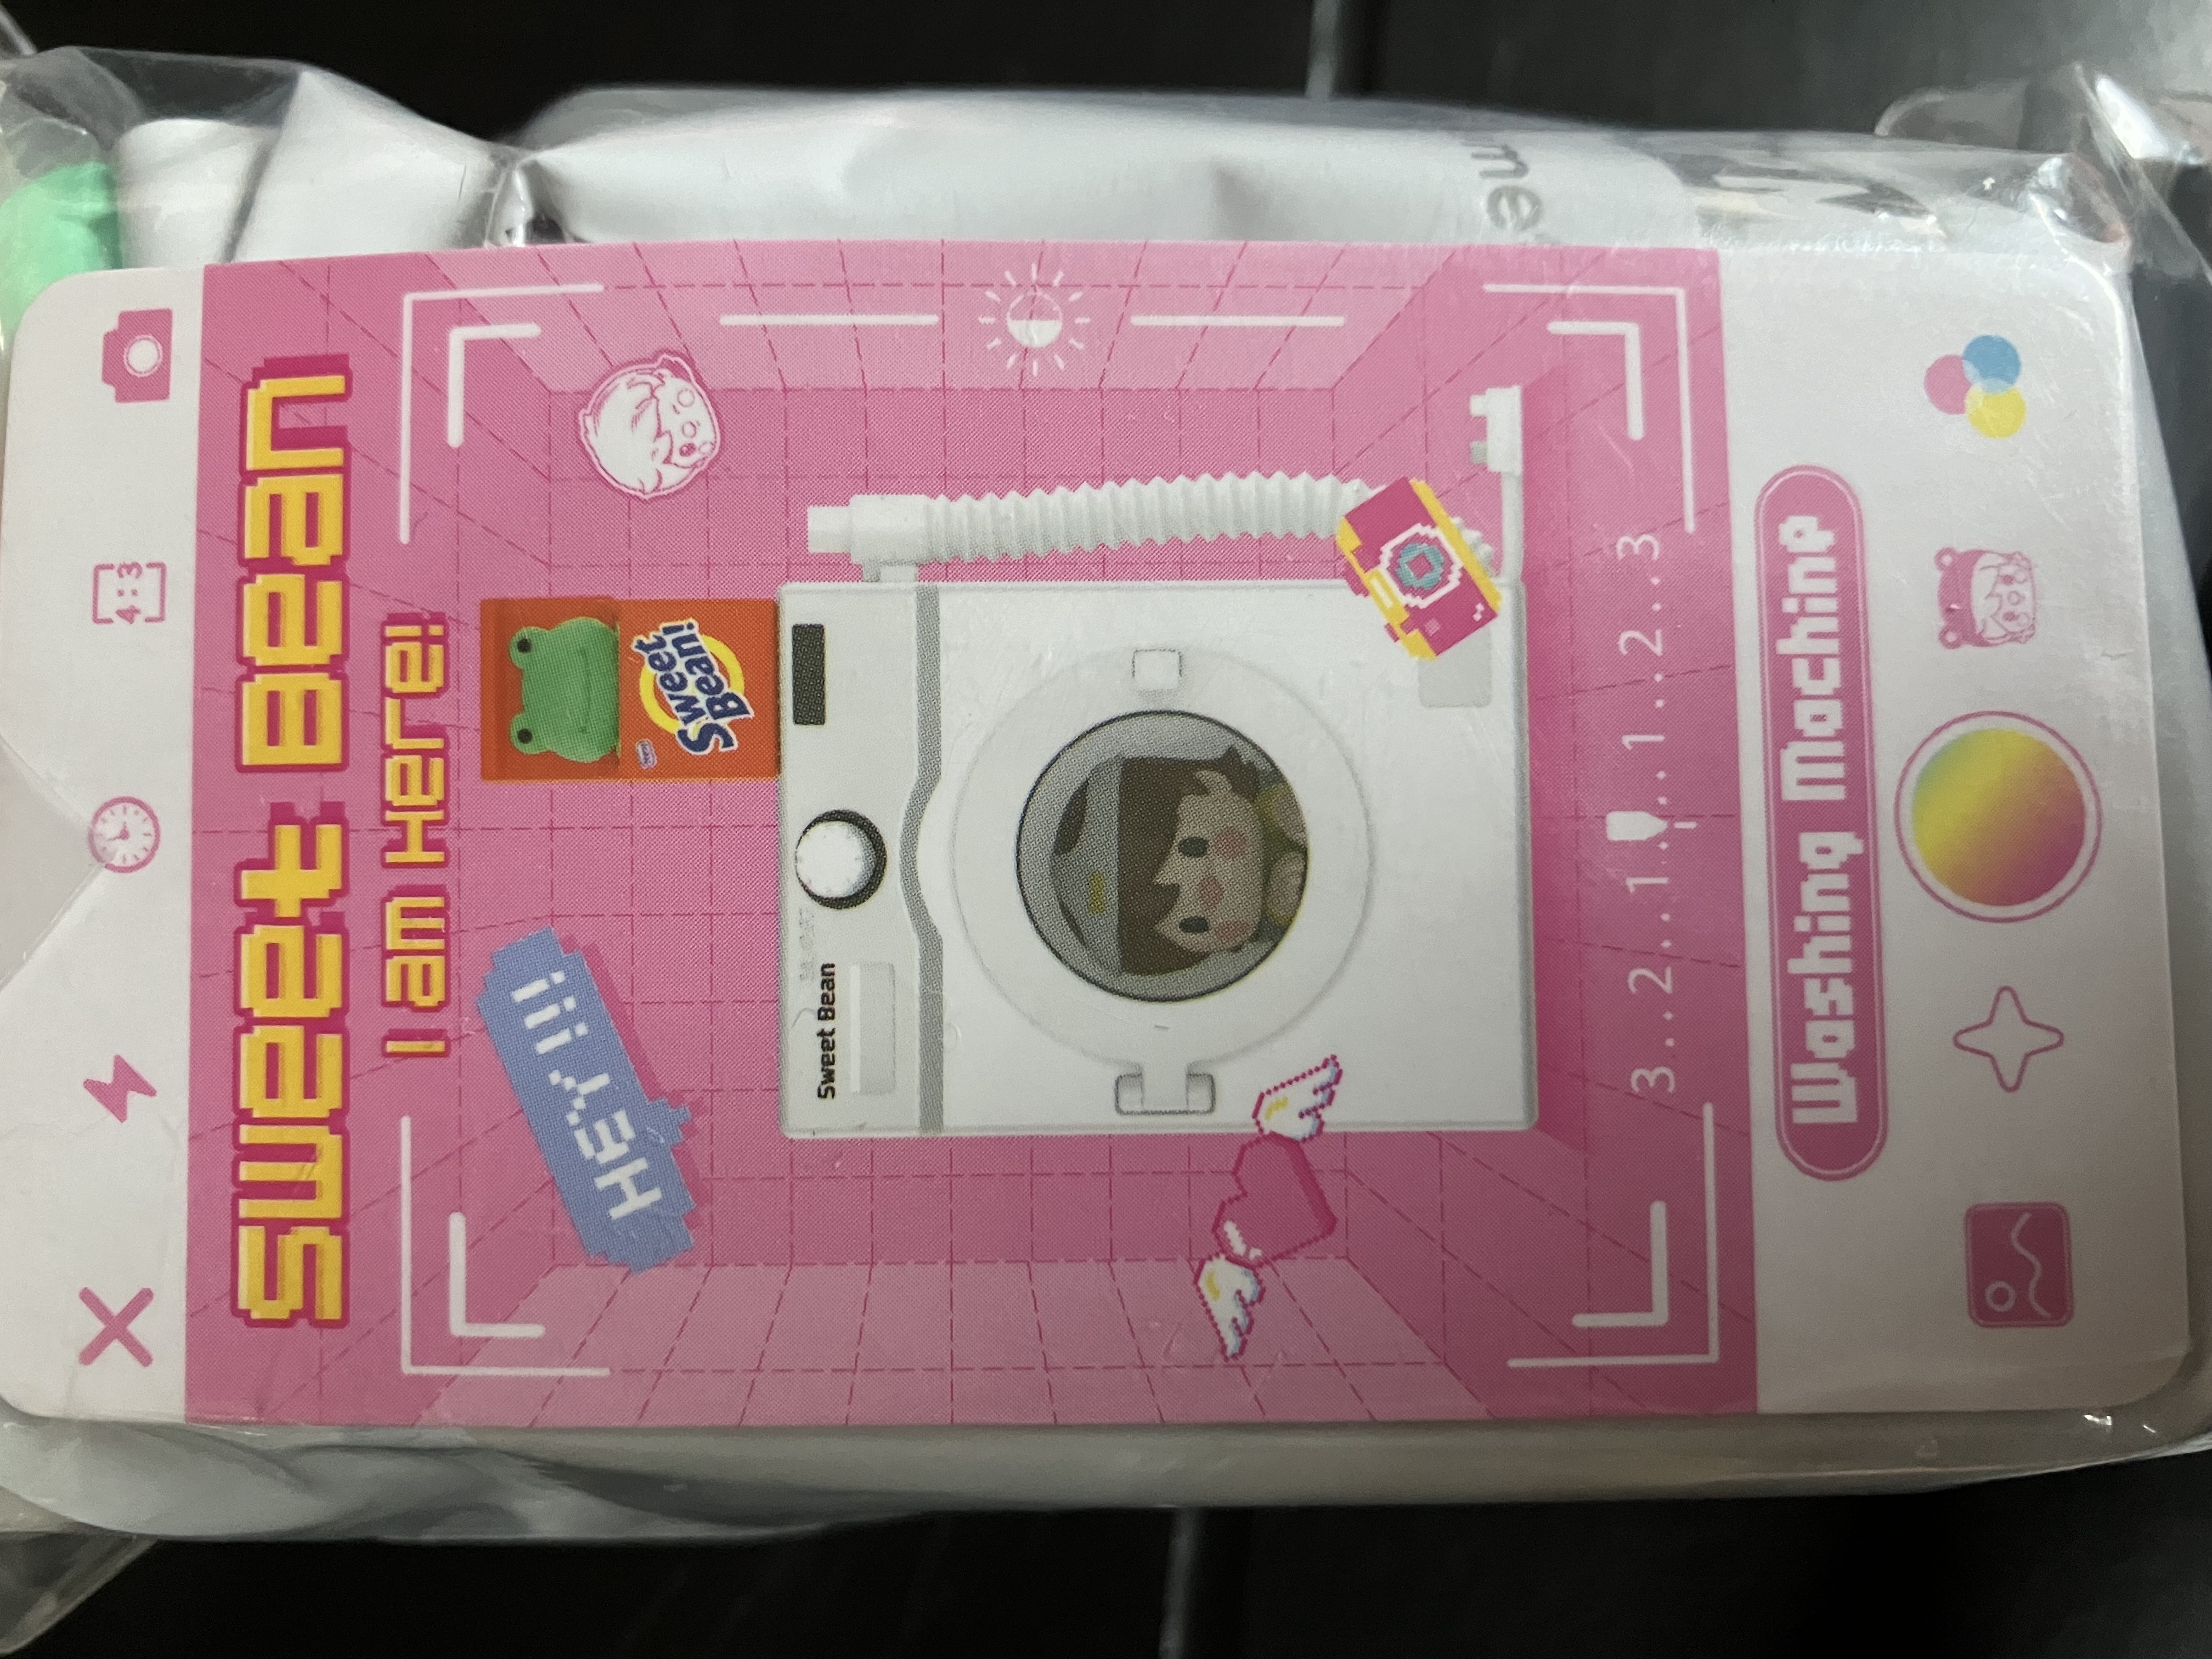 4:3
Sweet Bean
I am Here!
HEY !!!
Sweet
Bean!
Sweet Bean
3..2..1..1..2..3
Washing Machine